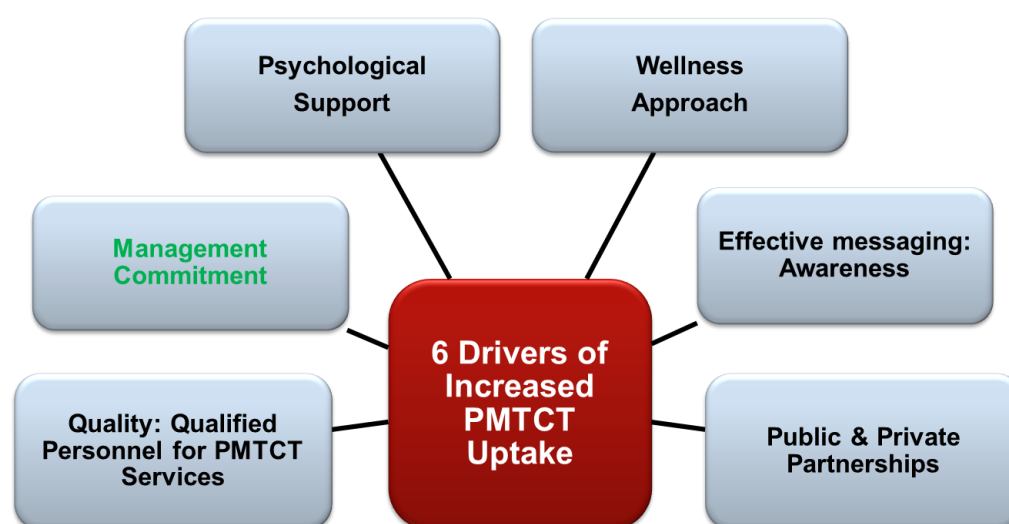 Psychological
Support
Wellness
Approach
Management
Commitment
Effective messaging:
Awareness
6 Drivers of
Increased
PMTCT
Uptake
Quality: Qualified
Personnel for PMTCT
Services
Public & Private
Partnerships